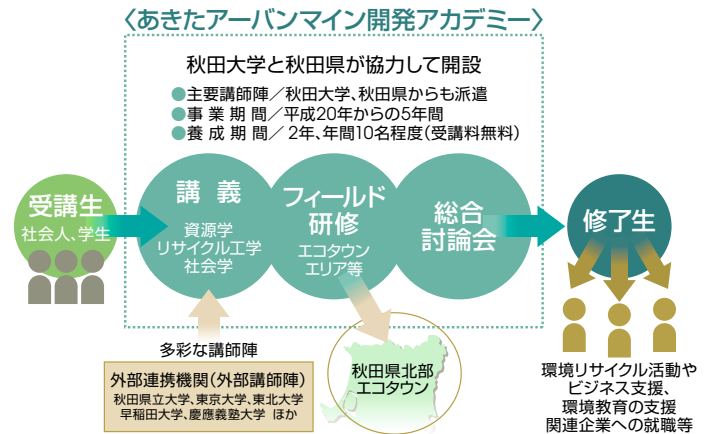 〈あきたアーバンマイン開発アカデミー〉
秋田大学と秋田県が協力して開設
●主要講師陣／秋田大学、秋田県からも派遣
●事 業 期 間／平成20年からの5年間
●養 成 期 間／ 2年、年間10名程度（受講料無料）
受講生
社会人、学生
講 義
資源学
リサイクル工学
社会学
フィールド
研修
エコタウン
エリア等
総合
討論会
修了生
多彩な講師陣
外部連携機関（外部講師陣）
秋田県立大学、東京大学、東北大学
早稲田大学、慶應義塾大学 ほか
秋田県北部
エコタウン
環境リサイクル活動や
ビジネス支援、
環境教育の支援
関連企業への就職等